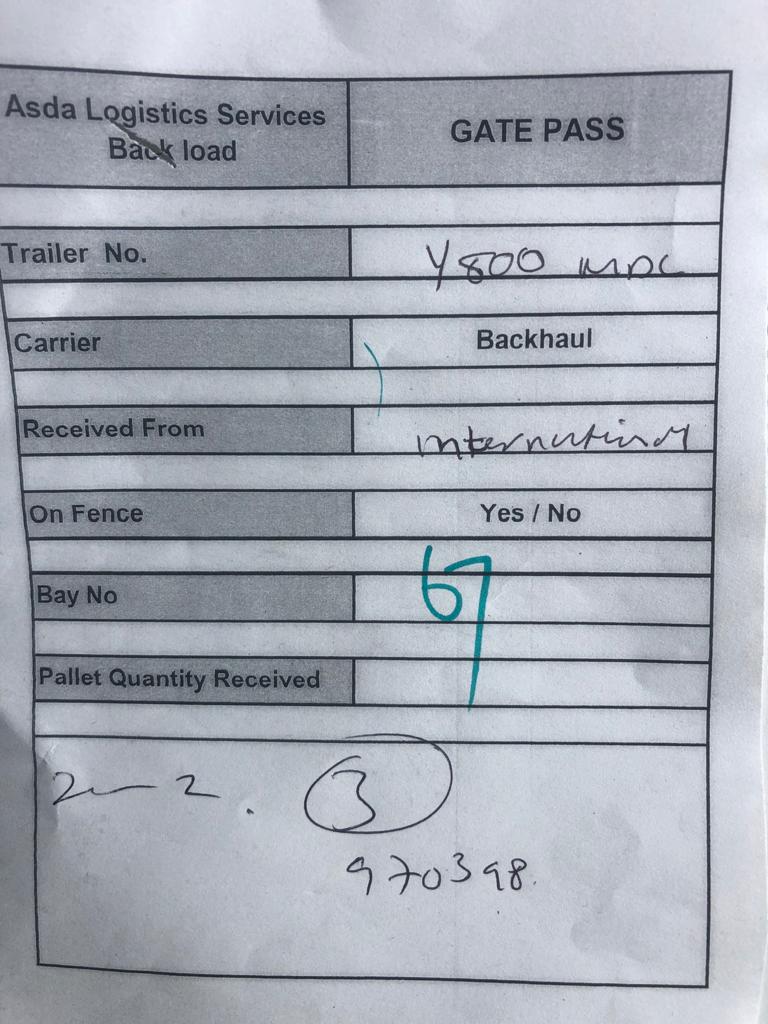 Asda Logistics Services
Back load
GATE PASS
Trailer No.
Y800 MDC
Carrier
Backhaul
Received From
International
On Fence
Yes / No
Bay No
67
Pallet Quantity Received
2 — 2 .
3
970398.